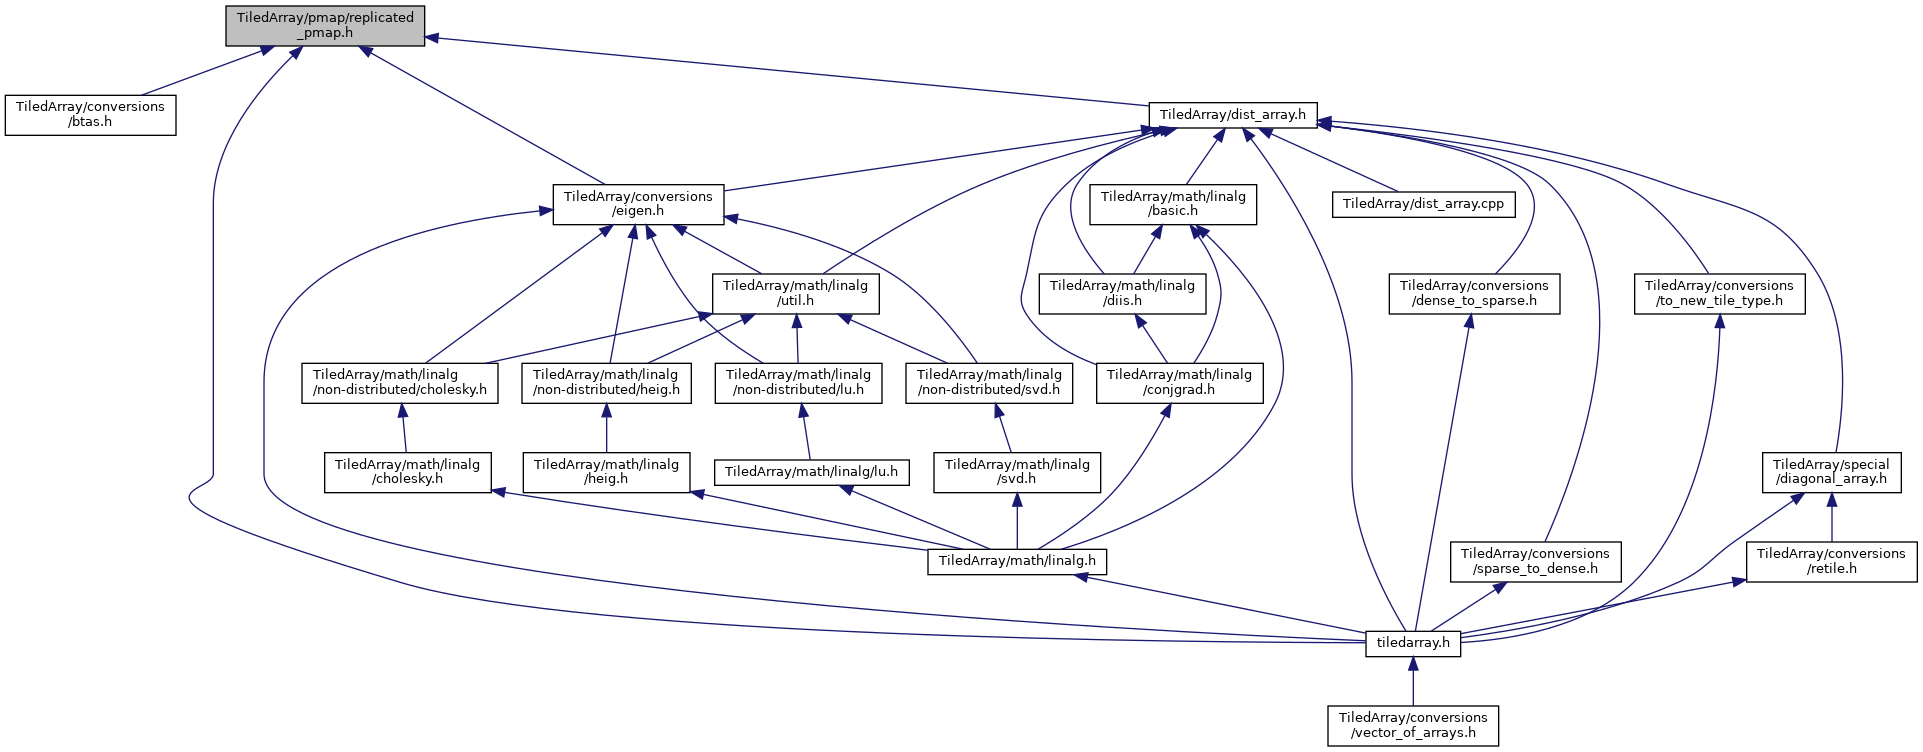 TiledArray/pmap/replicated
_pmap.h
TiledArray/conversions
/btas.h
TiledArray/dist_array.h
TiledArray/conversions
/eigen.h
TiledArray/math/linalg
/basic.h
TiledArray/dist_array.cpp
TiledArray/math/linalg
/util.h
TiledArray/math/linalg
/diis.h
TiledArray/conversions
/dense_to_sparse.h
TiledArray/conversions
/to_new_tile_type.h
TiledArray/math/linalg
/non-distributed/cholesky.h
TiledArray/math/linalg
/non-distributed/heig.h
TiledArray/math/linalg
/non-distributed/lu.h
TiledArray/math/linalg
/non-distributed/svd.h
TiledArray/math/linalg
/conjgrad.h
TiledArray/math/linalg
/cholesky.h
TiledArray/math/linalg
/heig.h
TiledArray/math/linalg/lu.h
TiledArray/math/linalg
/svd.h
TiledArray/special
/diagonal_array.h
TiledArray/math/linalg.h
TiledArray/conversions
/sparse_to_dense.h
TiledArray/conversions
/retile.h
tiledarray.h
TiledArray/conversions
/vector_of_arrays.h